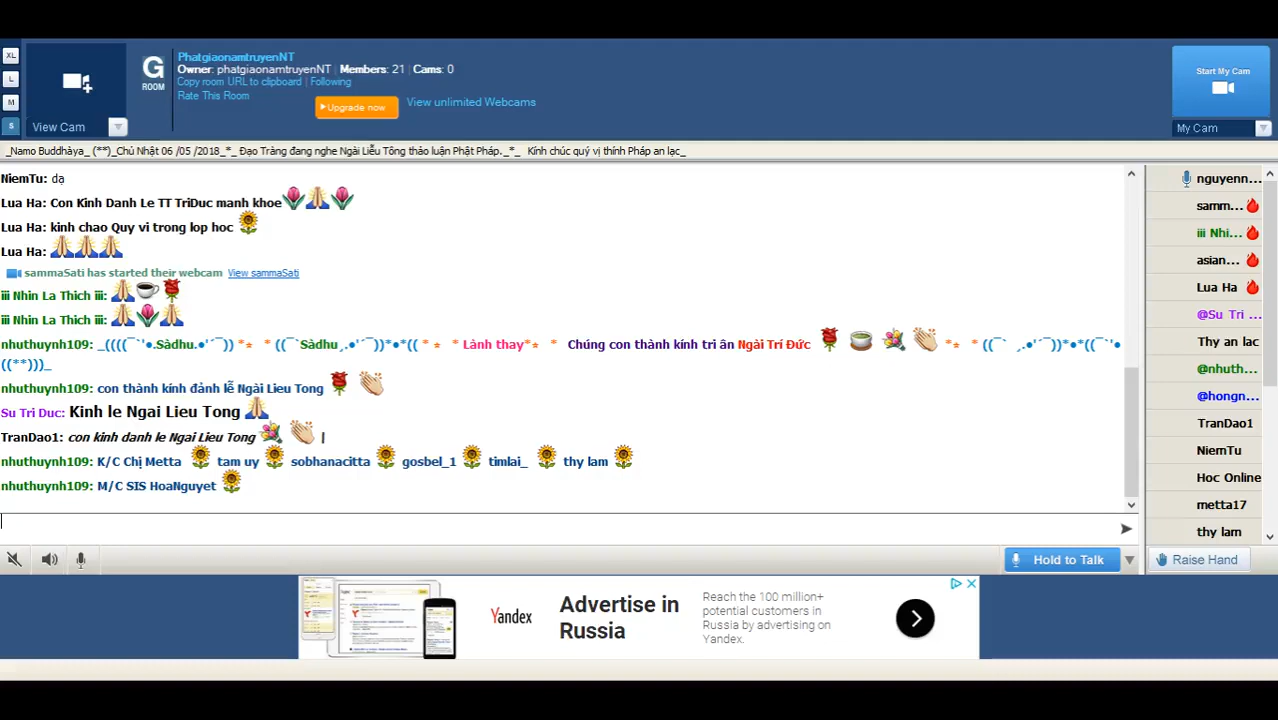 XL
L
M
S
View Cam
G
ROOM
PhatgiaonamtruyenNT
Owner: phatgiaonamtruyenNT | Members: 21 | Cams: 0
Copy room URL to clipboard | Following
Rate This Room
Upgrade now
View unlimited Webcams
Start My Cam
My Cam
_Namo Buddhàya_ (**)_Chủ Nhật 06 /05 /2018_*_ Đạo Tràng đang nghe Ngài Liễu Tông thảo luận Phật Pháp._*_ Kính chúc quý vị thính Pháp an lạc_
NiemTu: dạ
Lua Ha: Con Kinh Danh Le TT TriDuc manh khoe
Lua Ha: kinh chao Quy vi trong lop hoc
Lua Ha:
sammaSati has started their webcam View sammaSati
iii Nhin La Thich iii:
iii Nhin La Thich iii:
nhuthuynh109: _((((¯`'●.Sàdhu.●'´¯)) *⁎ * ((¯`Sàdhu¸.●'´¯))*●*(( * ⁎ * Lành thay*⁎ * Chúng con thành kính tri ân Ngài Trí Đức *⁎ * ((¯` ¸.●'´¯))*●*((¯`'●
((**)))_
nhuthuynh109: con thành kính đảnh lễ Ngài Lieu Tong
Su Tri Duc: Kinh le Ngai Lieu Tong
TranDao1: con kinh danh le Ngai Lieu Tong |
nhuthuynh109: K/C Chị Metta tam uy sobhanacitta gosbel_1 timlai_ thy lam
nhuthuynh109: M/C SIS HoaNguyet
nguyenn...
samm...
iii Nhi...
asian...
Lua Ha
@Su Tri ...
Thy an lac
@nhuth...
@hongn...
TranDao1
NiemTu
Hoc Online
metta17
thy lam
Hold to Talk
Raise Hand
Yandex
Advertise in
Russia
Reach the 100 million+
potential customers in
Russia by advertising on
Yandex.